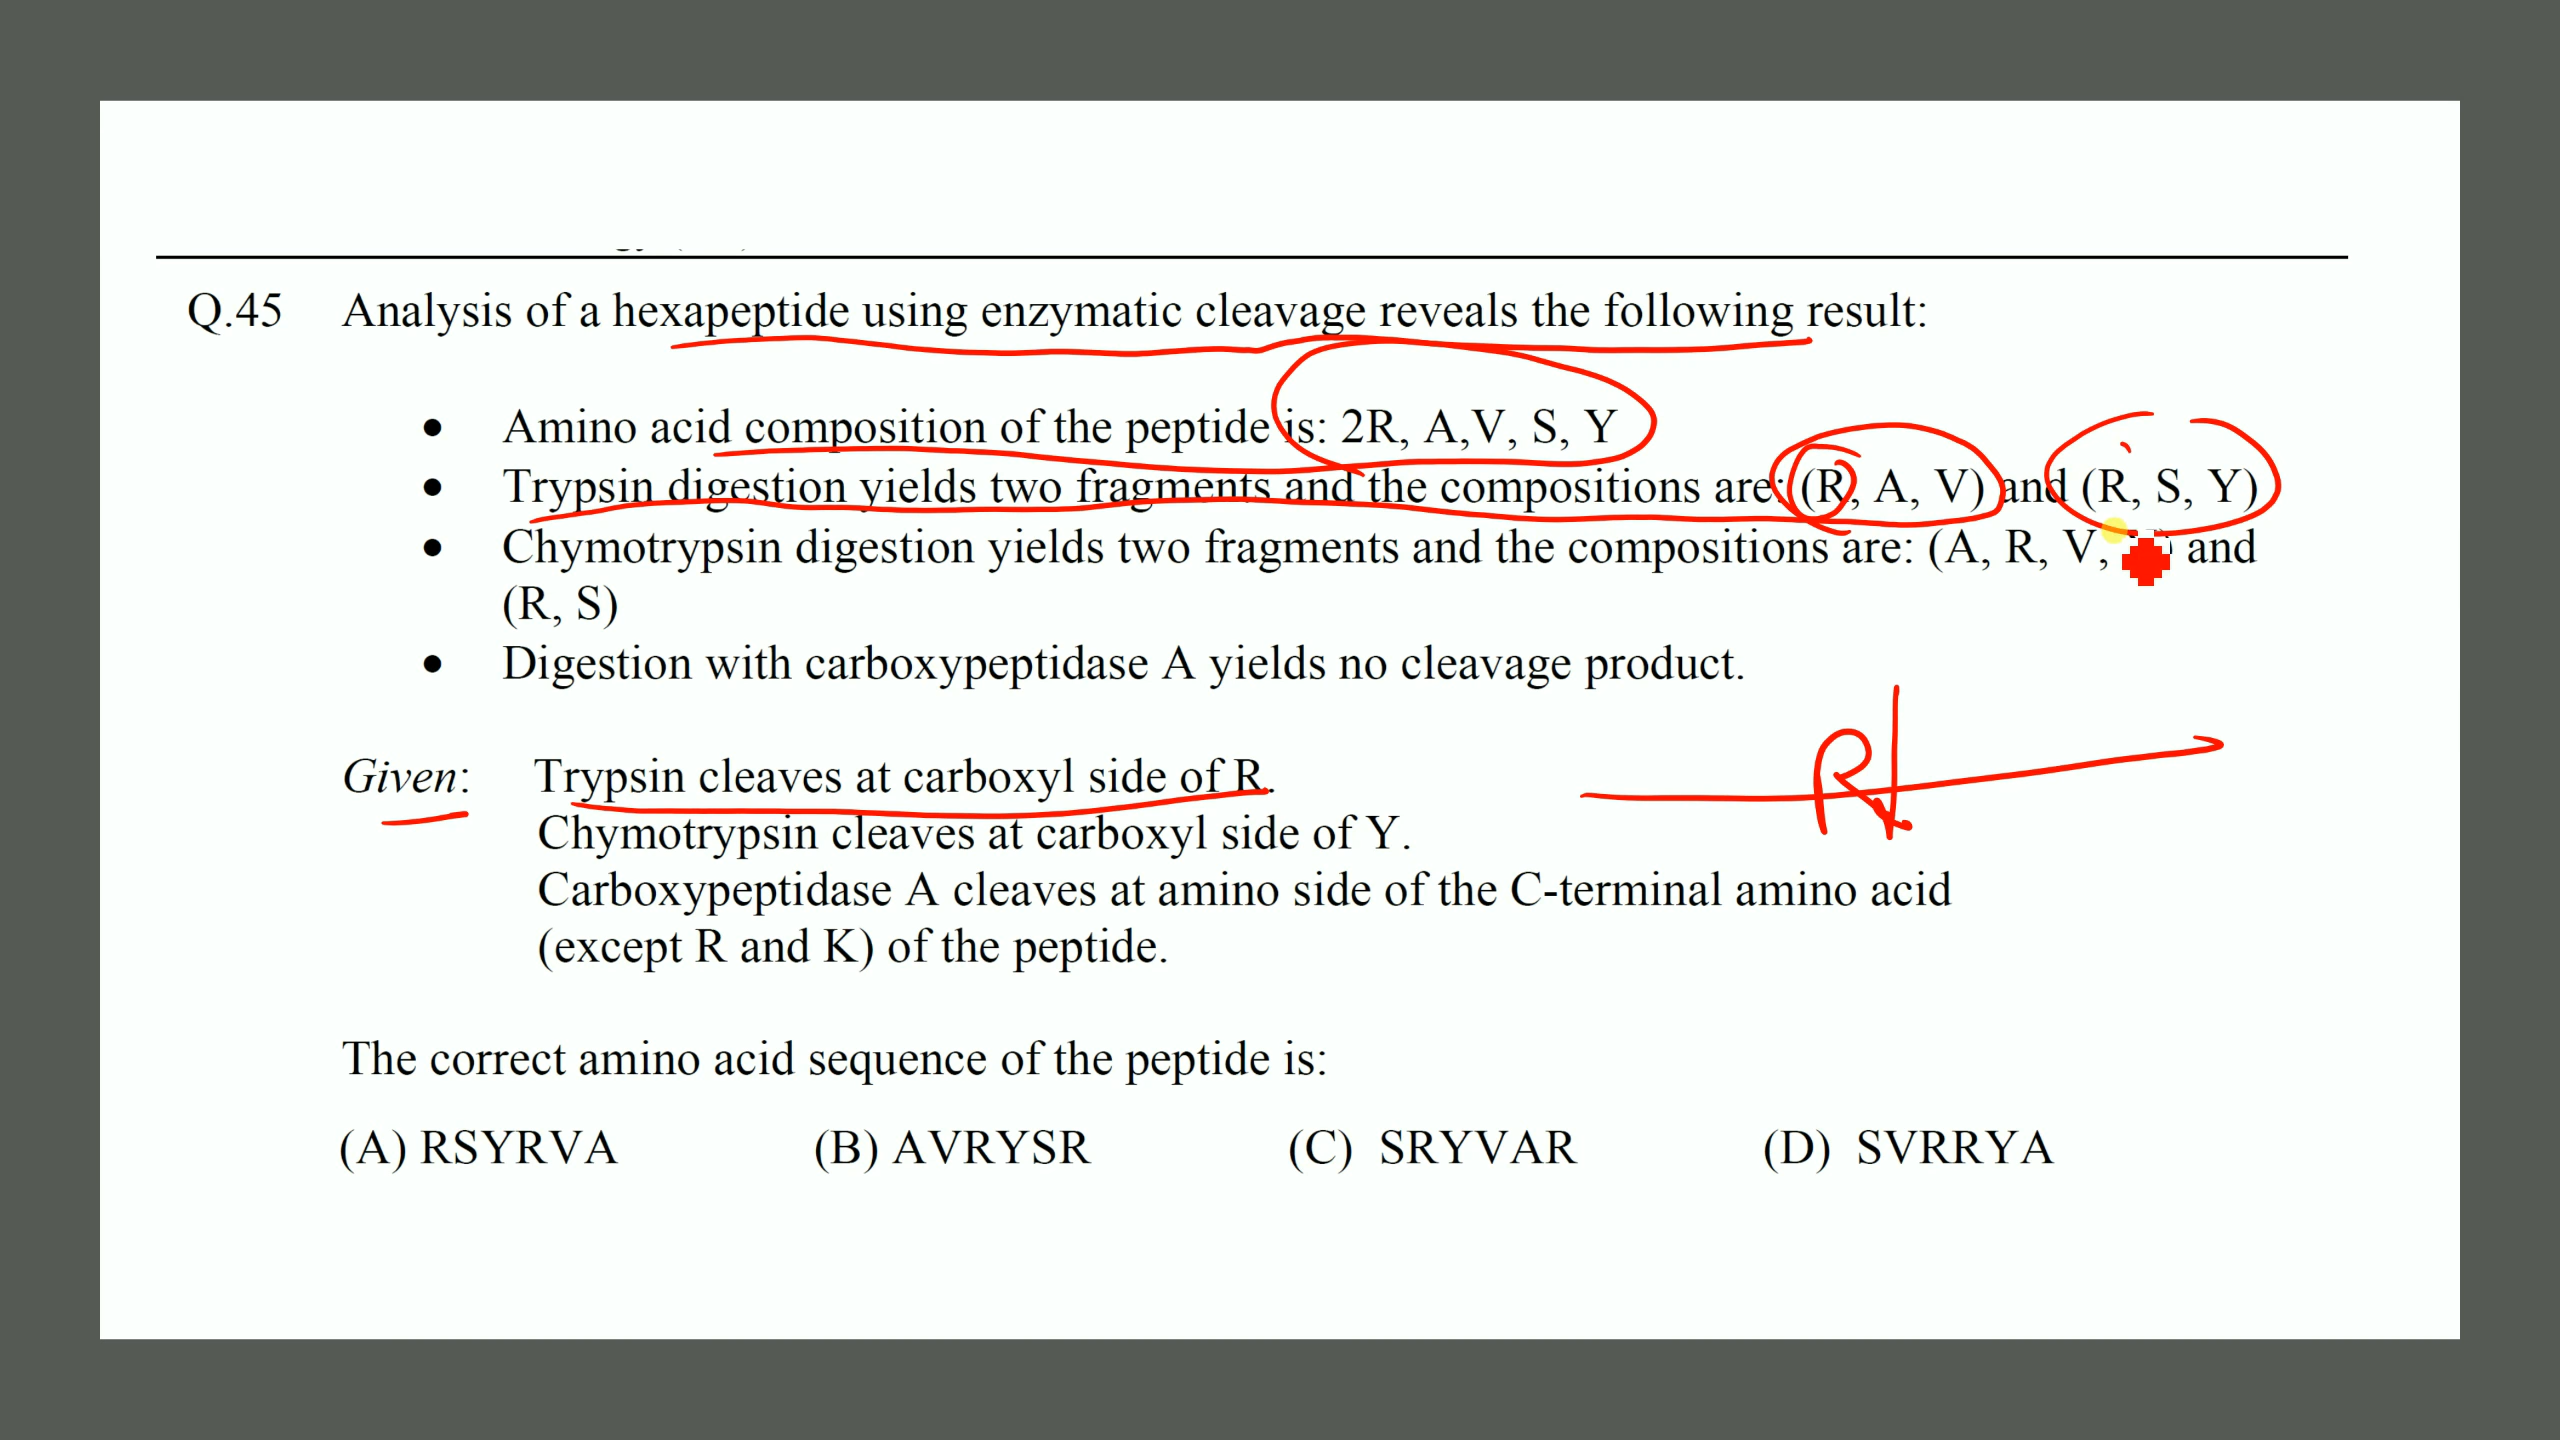 Q.45 Analysis of a hexapeptide using enzymatic cleavage reveals the following result:
• Amino acid composition of the peptide is: 2R, A,V, S, Y
• Trypsin digestion yields two fragments and the compositions are: (R, A, V) and (R, S, Y)
• Chymotrypsin digestion yields two fragments and the compositions are: (A, R, V, and
(R, S)
• Digestion with carboxypeptidase A yields no cleavage product.
R
Given: Trypsin cleaves at carboxyl side of R.
Chymotrypsin cleaves at carboxyl side of Y.
Carboxypeptidase A cleaves at amino side of the C-terminal amino acid
(except R and K) of the peptide.
The correct amino acid sequence of the peptide is:
(A) RSYRVA (B) AVRYSR (C) SRYVAR (D) SVRRYA